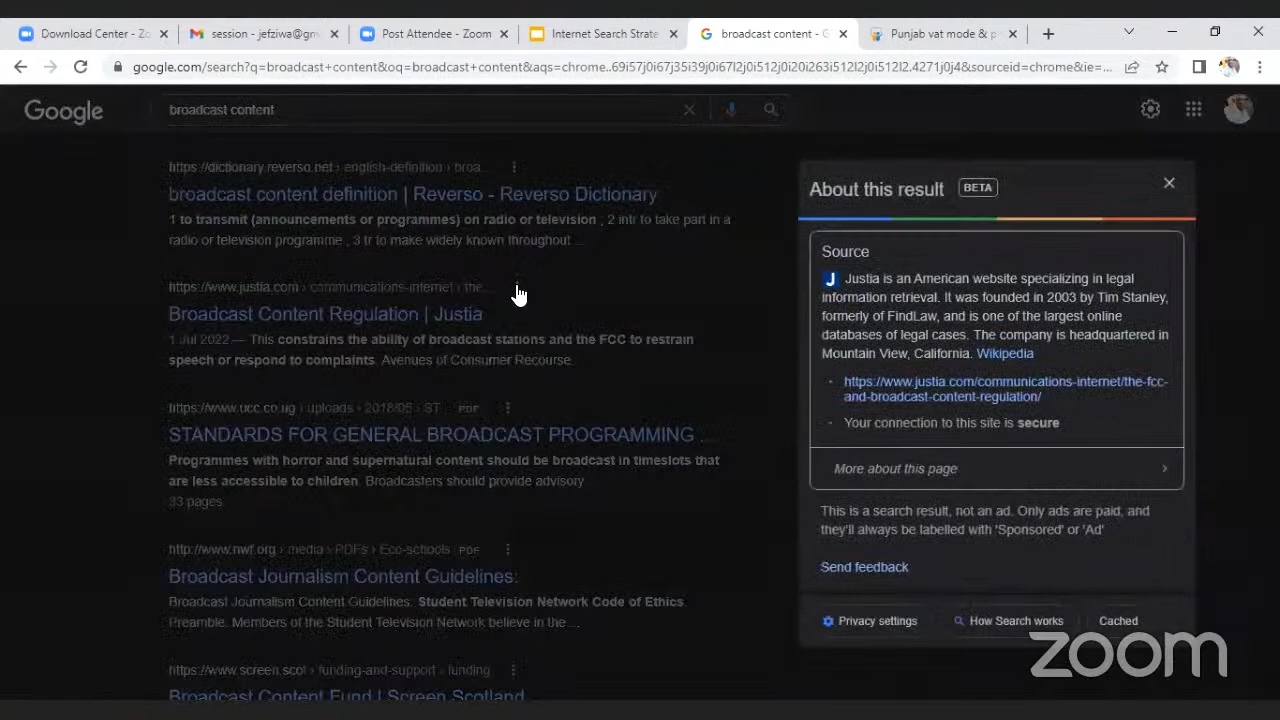 Download Center - Zo
session - jefziwa@gm
Post Attendee - Zoom
Internet Search Strate
broadcast content - G
Punjab vat mode & p
google.com/search?q=broadcast+content&oq=broadcast+content&aqs=chrome..69i57j0i67j35i39j0i67l2j0i512j0i20i263i512l2j0i512l2.4271j0j4&sourceid=chrome&ie=...
Google
broadcast content
https://dictionary.reverso.net › english-definition › broa...
broadcast content definition | Reverso - Reverso Dictionary
1 to transmit (announcements or programmes) on radio or television , 2 intr to take part in a
radio or television programme , 3 tr to make widely known throughout ...
https://www.justia.com › communications-internet › the...
Broadcast Content Regulation | Justia
1 Jul 2022 — This constrains the ability of broadcast stations and the FCC to restrain
speech or respond to complaints. Avenues of Consumer Recourse.
https://www.ucc.co.ug › uploads › 2018/05 › ST PDF
STANDARDS FOR GENERAL BROADCAST PROGRAMMING ...
Programmes with horror and supernatural content should be broadcast in timeslots that
are less accessible to children. Broadcasters should provide advisory
33 pages
http://www.nwf.org › media › PDFs › Eco-schools PDF
Broadcast Journalism Content Guidelines:
Broadcast Journalism Content Guidelines. Student Television Network Code of Ethics.
Preamble. Members of the Student Television Network believe in the ...
https://www.screen.scot › funding-and-support › funding
Broadcast Content Fund | Screen Scotland
About this result BETA
Source
J Justia is an American website specializing in legal
information retrieval. It was founded in 2003 by Tim Stanley,
formerly of FindLaw, and is one of the largest online
databases of legal cases. The company is headquartered in
Mountain View, California. Wikipedia
· https://www.justia.com/communications-internet/the-fcc-
and-broadcast-content-regulation/
· Your connection to this site is secure
More about this page
This is a search result, not an ad. Only ads are paid, and
they'll always be labelled with 'Sponsored' or 'Ad'
Send feedback
Privacy settings
How Search works
Cached
zoom